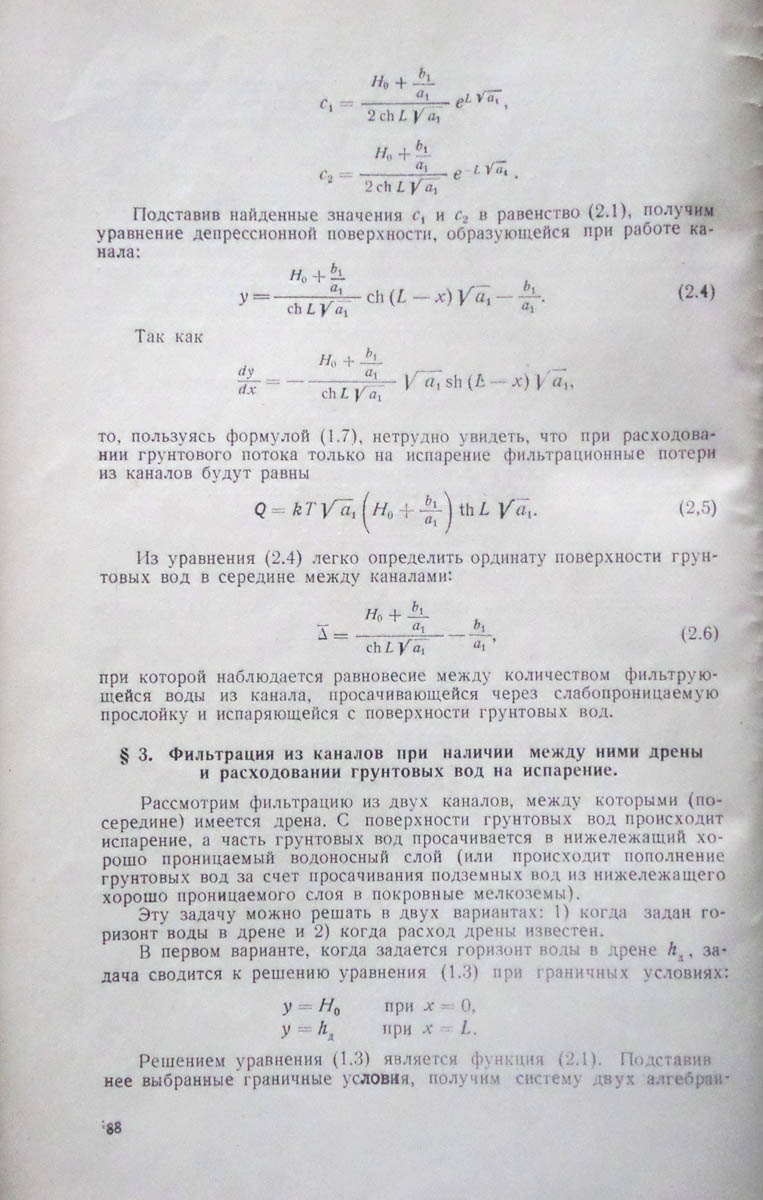 c₁ = (H₀ + b₁/a₁) / (2 ch L √a₁) e^{L √a₁},
c₂ = (H₀ + b₁/a₁) / (2 ch L √a₁) e^{−L √a₁}.
Подставив найденные значения c₁ и c₂ в равенство (2.1), получим
уравнение депрессионной поверхности, образующейся при работе ка-
нала:
y = (H₀ + b₁/a₁) / (ch L √a₁) ch (L — x) √a₁ — b₁/a₁. (2.4)
Так как
dy/dx = — (H₀ + b₁/a₁) / (ch L √a₁) √a₁ sh (L — x) √a₁,
то, пользуясь формулой (1.7), нетрудно увидеть, что при расходова-
нии грунтового потока только на испарение фильтрационные потери
из каналов будут равны
Q = kT √a₁ (H₀ + b₁/a₁) th L √a₁. (2,5)
Из уравнения (2.4) легко определить ординату поверхности грун-
товых вод в середине между каналами:
Δ̅ = (H₀ + b₁/a₁) / (ch L √a₁) — b₁/a₁, (2.6)
при которой наблюдается равновесие между количеством фильтрую-
щейся воды из канала, просачивающейся через слабопроницаемую
прослойку и испаряющейся с поверхности грунтовых вод.
§ 3. Фильтрация из каналов при наличии между ними дрены
и расходовании грунтовых вод на испарение.
Рассмотрим фильтрацию из двух каналов, между которыми (по-
середине) имеется дрена. С поверхности грунтовых вод происходит
испарение, а часть грунтовых вод просачивается в нижележащий хо-
рошо проницаемый водоносный слой (или происходит пополнение
грунтовых вод за счет просачивания подземных вод из нижележащего
хорошо проницаемого слоя в покровные мелкоземы).
Эту задачу можно решать в двух вариантах: 1) когда задан го-
ризонт воды в дрене и 2) когда расход дрены известен.
В первом варианте, когда задается горизонт воды в дрене h_д, за-
дача сводится к решению уравнения (1.3) при граничных условиях:
y = H₀ при x = 0,
y = h_д при x = L.
Решением уравнения (1.3) является функция (2.1). Подставив
нее выбранные граничные условия, получим систему двух алгебраи-
88